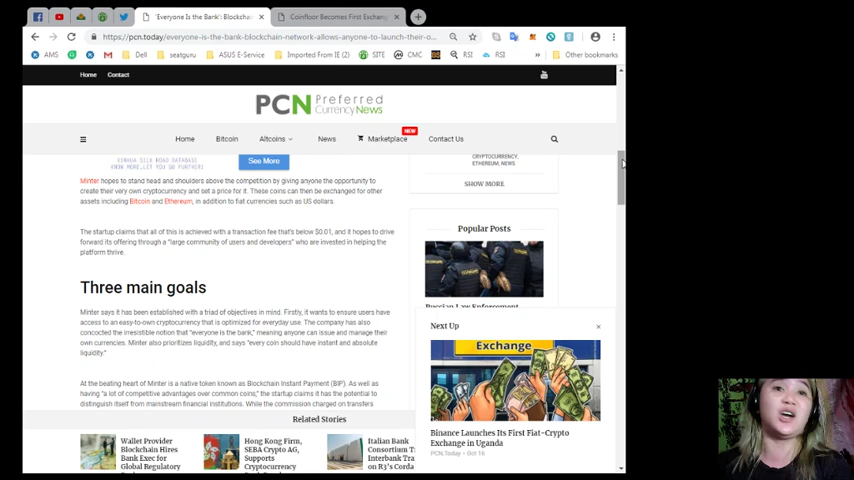 'Everyone Is the Bank': Blockchai
Coinfloor Becomes First Exchan
https://pcn.today/everyone-is-the-bank-blockchain-network-allows-anyone-to-launch-their-o...
AMS
Dell
seatguru
ASUS E-Service
Imported From IE (2)
SITE
CMC
RSI
RSI
Other bookmarks
Home
Contact
PCN Preferred
Currency News
Home
Bitcoin
Altcoins
News
Marketplace
NEW
Contact Us
XINHUA SILK ROAD DATABASE
KNOW MORE, LET YOU GO FURTHER!
See More
Minter hopes to stand head and shoulders above the competition by giving anyone the opportunity to
create their very own cryptocurrency and set a price for it. These coins can then be exchanged for other
assets including Bitcoin and Ethereum, in addition to fiat currencies such as US dollars.
The startup claims that all of this is achieved with a transaction fee that's below $0.01, and it hopes to drive
forward its offering through a "large community of users and developers" who are invested in helping the
platform thrive.
Three main goals
Minter says it has been established with a triad of objectives in mind. Firstly, it wants to ensure users have
access to an easy-to-own cryptocurrency that is optimized for everyday use. The company has also
concocted the irresistible notion that "everyone is the bank," meaning anyone can issue and manage their
own currencies. Minter also prioritizes liquidity, and says "every coin should have instant and absolute
liquidity."
At the beating heart of Minter is a native token known as Blockchain Instant Payment (BIP). As well as
having "a lot of competitive advantages over common coins," the startup claims it has the potential to
distinguish itself from mainstream financial institutions. While the commission charged on transfers
CRYPTOCURRENCY,
ETHEREUM, NEWS
SHOW MORE
Popular Posts
Russian Law Enforcement
Next Up
Exchange
Binance Launches Its First Fiat-Crypto
Exchange in Uganda
PCN.Today - Oct 16
Related Stories
Wallet Provider
Blockchain Hires
Bank Exec for
Global Regulatory
Hong Kong Firm,
SEBA Crypto AG,
Supports
Cryptocurrency
Italian Bank
Consortium T
Interbank Tra
on R3's Corda